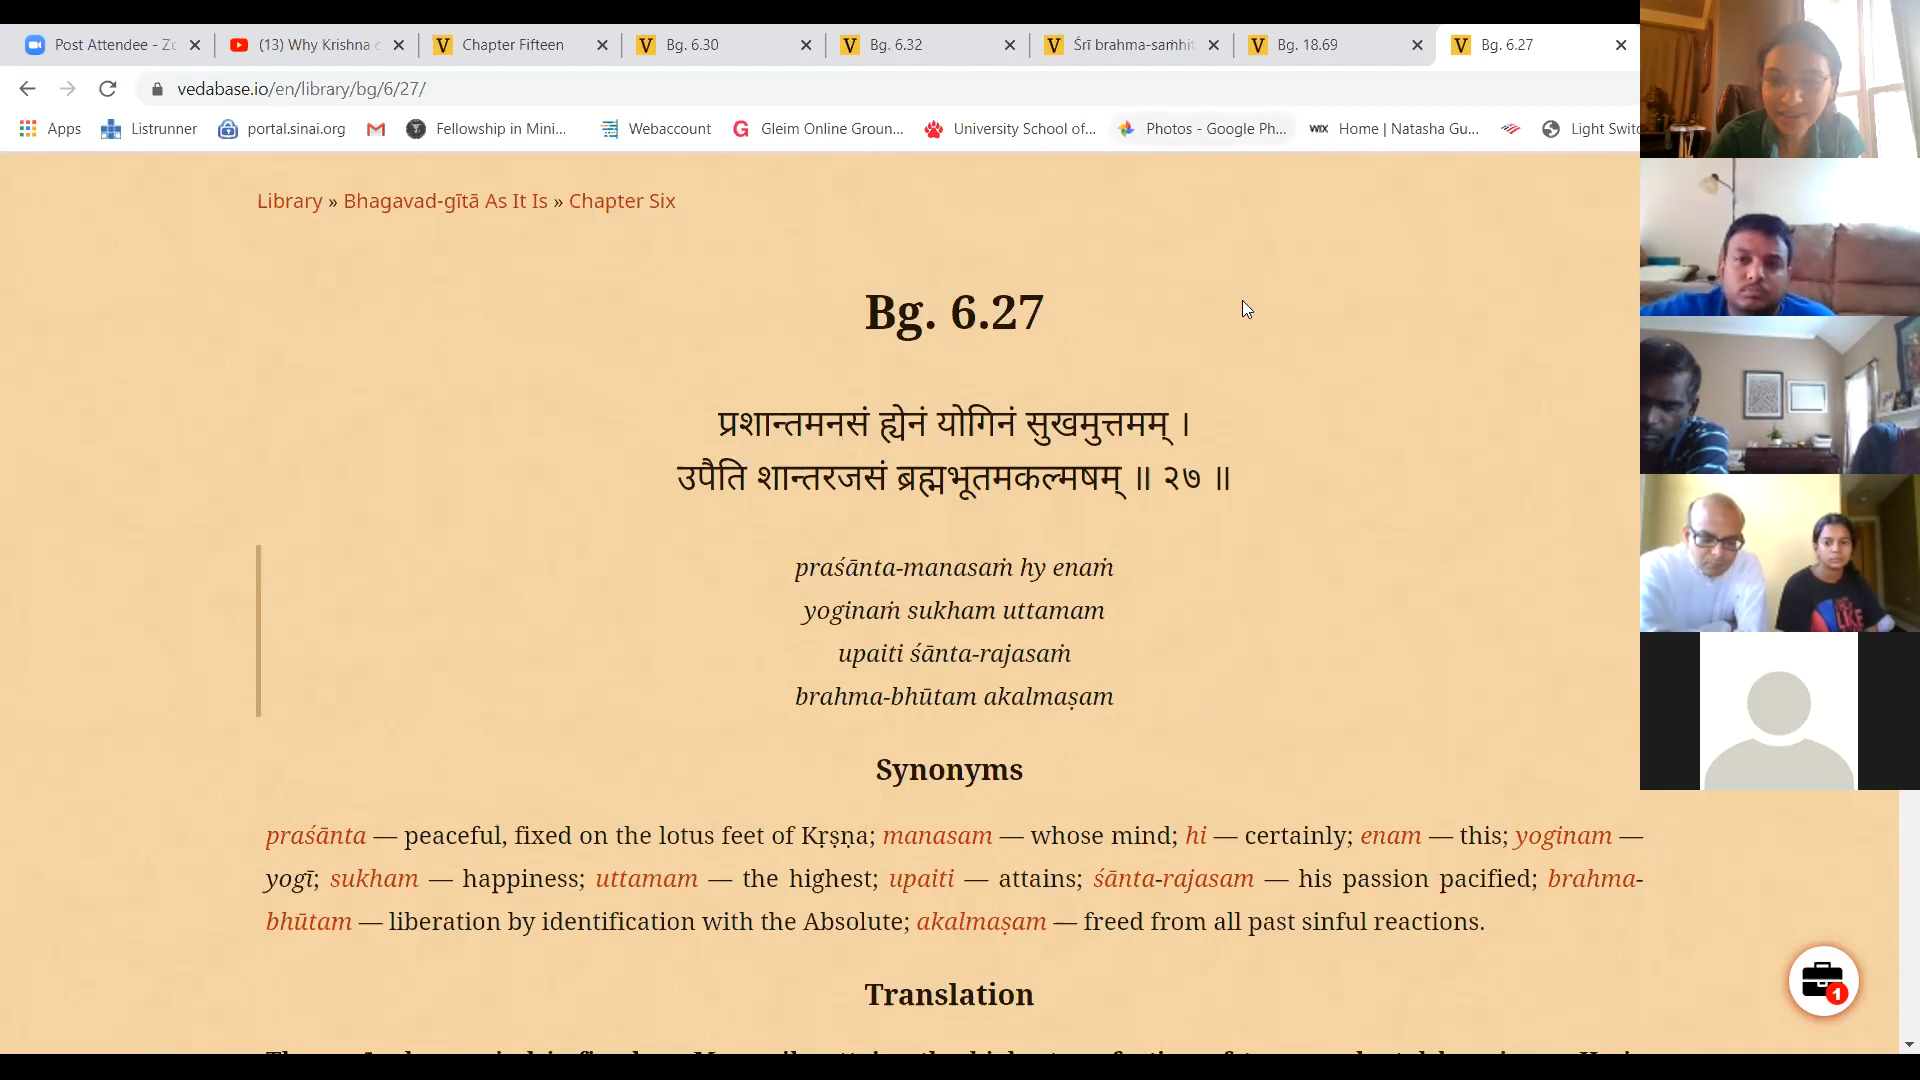 Post Attendee - Zo
(13) Why Krishna c
Chapter Fifteen
Bg. 6.30
Bg. 6.32
Śrī brahma-saṁhit
Bg. 18.69
Bg. 6.27
vedabase.io/en/library/bg/6/27/
Apps
Listrunner
portal.sinai.org
Fellowship in Mini...
Webaccount
Gleim Online Groun...
University School of...
Photos - Google Ph...
WIX Home | Natasha Gu...
Light Switc
Library » Bhagavad-gītā As It Is » Chapter Six
Bg. 6.27
प्रशान्तमनसं ह्येनं योगिनं सुखमुत्तमम् ।
उपैति शान्तरजसं ब्रह्मभूतमकल्मषम् ॥ २७ ॥
praśānta-manasaṁ hy enaṁ
yoginaṁ sukham uttamam
upaiti śānta-rajasaṁ
brahma-bhūtam akalmaṣam
Synonyms
praśānta — peaceful, fixed on the lotus feet of Kṛṣṇa; manasam — whose mind; hi — certainly; enam — this; yoginam —
yogī; sukham — happiness; uttamam — the highest; upaiti — attains; śānta-rajasam — his passion pacified; brahma-
bhūtam — liberation by identification with the Absolute; akalmaṣam — freed from all past sinful reactions.
Translation
1